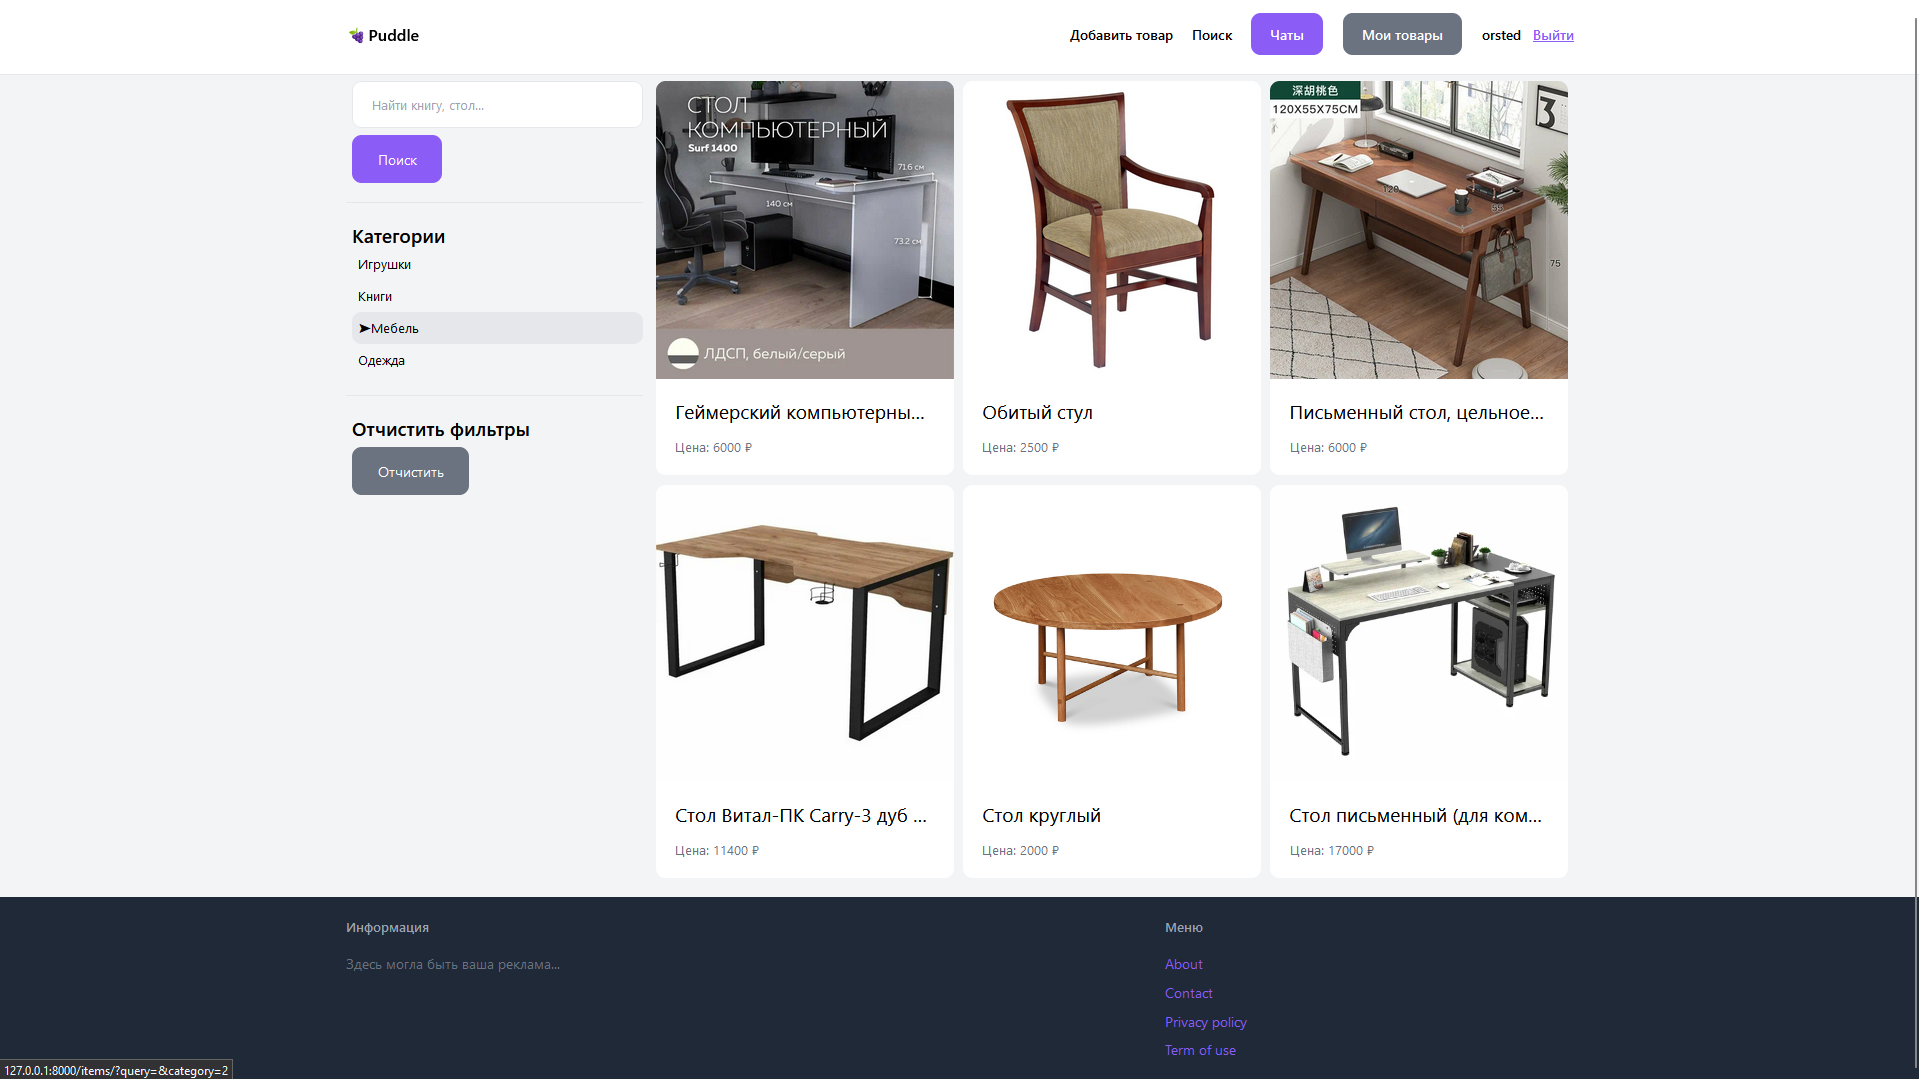 Puddle
Добавить товар
Поиск
Чаты
Мои товары
orsted
Выйти
Найти книгу, стол...
Поиск
Категории
Игрушки
Книги
➤Мебель
Одежда
Отчистить фильтры
Отчистить
СТОЛ
КОМПЬЮТЕРНЫЙ
Surf 1400
71.6 см
140 см
73.2 см
ЛДСП, белый/серый
Геймерский компьютерны...
Цена: 6000 ₽
Обитый стул
Цена: 2500 ₽
深胡桃色
120X55X75CM
3
120
55
75
Письменный стол, цельное...
Цена: 6000 ₽
Стол Витал-ПК Carry-3 дуб ...
Цена: 11400 ₽
Стол круглый
Цена: 2000 ₽
Стол письменный (для ком...
Цена: 17000 ₽
Информация
Здесь могла быть ваша реклама...
Меню
About
Contact
Privacy policy
Term of use
127.0.0.1:8000/items/?query=&category=2